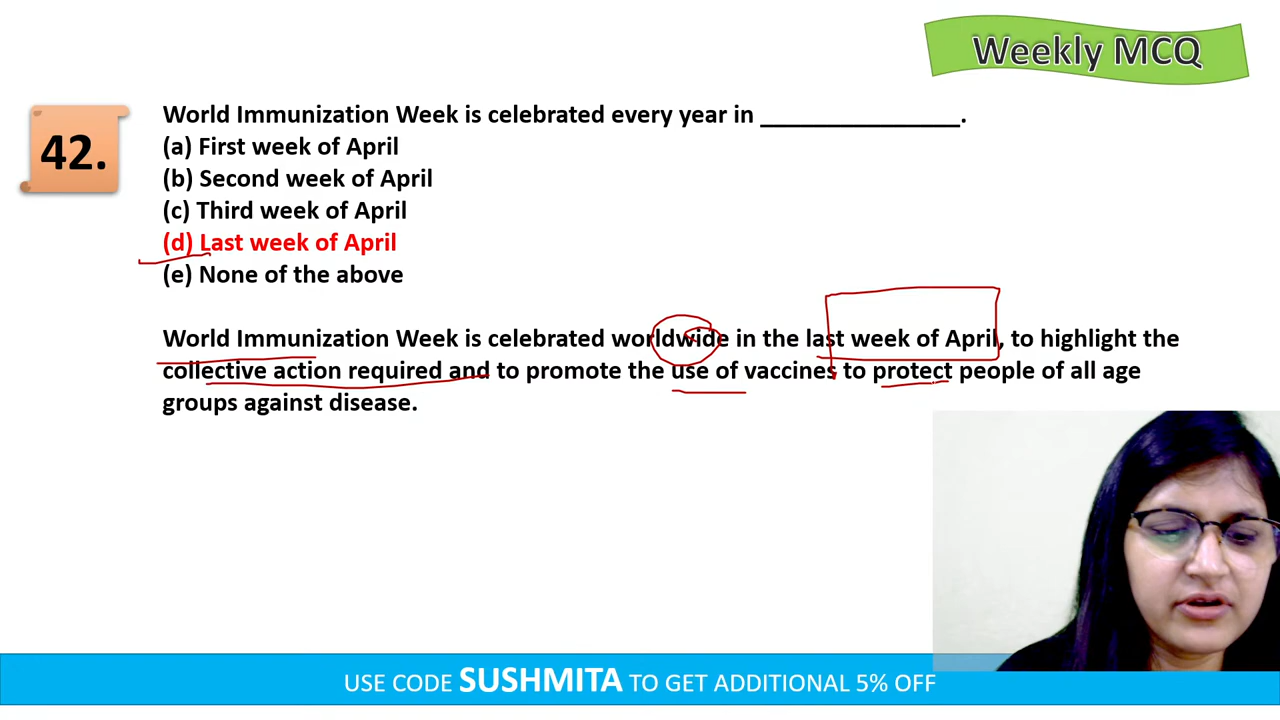 Weekly MCQ
42.
World Immunization Week is celebrated every year in ________________.
(a) First week of April
(b) Second week of April
(c) Third week of April
(d) Last week of April
(e) None of the above
World Immunization Week is celebrated worldwide in the last week of April, to highlight the
collective action required and to promote the use of vaccines to protect people of all age
groups against disease.
USE CODE SUSHMITA TO GET ADDITIONAL 5% OFF